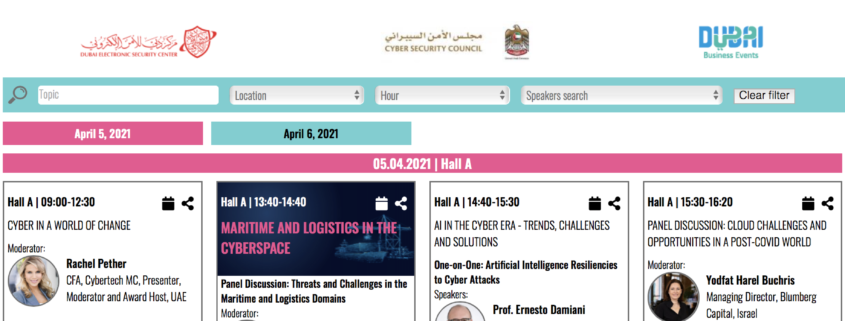 مركز دبي للأمن الإلكتروني
DUBAI ELECTRONIC SECURITY CENTER
مجلس الأمن السيبراني
CYBER SECURITY COUNCIL
DUBAI
Business Events
Topic
Location
Hour
Speakers search
Clear filter
April 5, 2021
April 6, 2021
05.04.2021 | Hall A
Hall A | 09:00-12:30
CYBER IN A WORLD OF CHANGE
Moderator:
Rachel Pether
CFA, Cybertech MC, Presenter,
Moderator and Award Host, UAE
Hall A | 13:40-14:40
MARITIME AND LOGISTICS IN THE
CYBERSPACE
Panel Discussion: Threats and Challenges in the
Maritime and Logistics Domains
Moderator:
Hall A | 14:40-15:30
AI IN THE CYBER ERA - TRENDS, CHALLENGES
AND SOLUTIONS
One-on-One: Artificial Intelligence Resiliencies
to Cyber Attacks
Speakers:
Prof. Ernesto Damiani
Hall A | 15:30-16:20
PANEL DISCUSSION: CLOUD CHALLENGES AND
OPPORTUNITIES IN A POST-COVID WORLD
Moderator:
Yodfat Harel Buchris
Managing Director, Blumberg
Capital, Israel